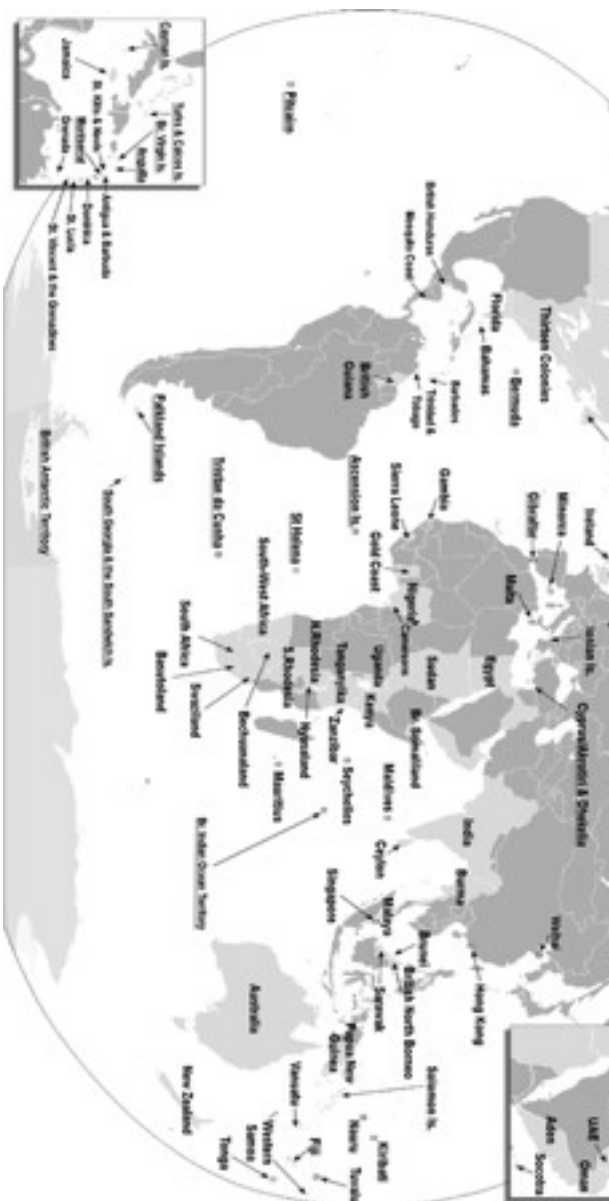 Ireland
Minorca
Gibraltar
Malta
Ionian Is.
Cyprus/Akrotiri & Dhekelia
Thirteen Colonies
Bermuda
Florida
Bahamas
British Honduras
Mosquito Coast
Barbados
Trinidad &
Tobago
British
Guiana
Pitcairn
Gambia
Sierra Leone
Gold Coast
Nigeria
Cameroons
Egypt
Sudan
Br. Somaliland
Uganda
Kenya
Tanganyika
Zanzibar
N.Rhodesia
S.Rhodesia
Nyasaland
South-West Africa
Bechuanaland
Swaziland
Basutoland
South Africa
Ascension Is.
St Helena
Tristan da Cunha
Falkland Islands
South Georgia & the South Sandwich Is.
British Antarctic Territory
Maldives
Seychelles
Mauritius
Br. Indian Ocean Territory
India
Ceylon
Burma
Weihai
Hong Kong
Malaya
Singapore
Brunei
British North Borneo
Sarawak
Papua New
Guinea
Solomon Is.
Australia
New Zealand
Vanuatu
Fiji
Nauru
Kiribati
Tuvalu
Western
Samoa
Tonga
Cayman Is.
Jamaica
Turks & Caicos Is.
Br. Virgin Is.
Anguilla
St. Kitts & Nevis
Montserrat
Grenada
Antigua & Barbuda
Dominica
St. Lucia
St. Vincent & the Grenadines
UAE
Oman
Aden
Socotra